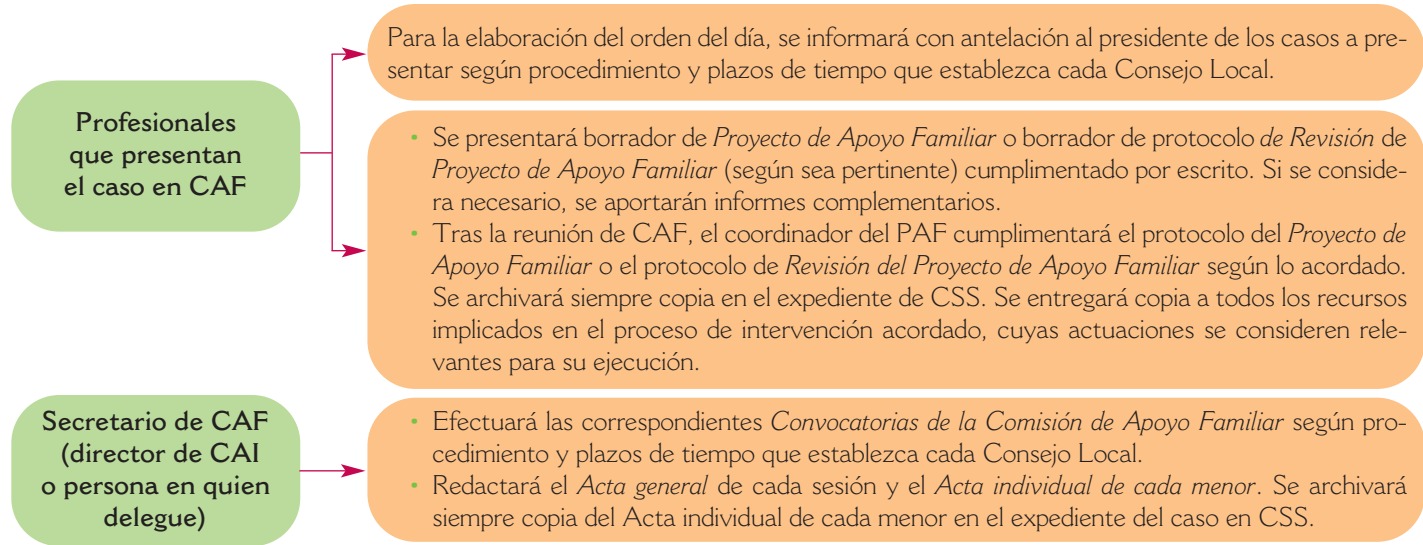 Para la elaboración del orden del día, se informará con antelación al presidente de los casos a pre-
sentar según procedimiento y plazos de tiempo que establezca cada Consejo Local.
Profesionales
que presentan
el caso en CAF
• Se presentará borrador de Proyecto de Apoyo Familiar o borrador de protocolo de Revisión de
Proyecto de Apoyo Familiar (según sea pertinente) cumplimentado por escrito. Si se conside-
ra necesario, se aportarán informes complementarios.
• Tras la reunión de CAF, el coordinador del PAF cumplimentará el protocolo del Proyecto de
Apoyo Familiar o el protocolo de Revisión del Proyecto de Apoyo Familiar según lo acordado.
Se archivará siempre copia en el expediente de CSS. Se entregará copia a todos los recursos
implicados en el proceso de intervención acordado, cuyas actuaciones se consideren rele-
vantes para su ejecución.
Secretario de CAF
(director de CAI
o persona en quien
delegue)
• Efectuará las correspondientes Convocatorias de la Comisión de Apoyo Familiar según pro-
cedimiento y plazos de tiempo que establezca cada Consejo Local.
• Redactará el Acta general de cada sesión y el Acta individual de cada menor. Se archivará
siempre copia del Acta individual de cada menor en el expediente del caso en CSS.